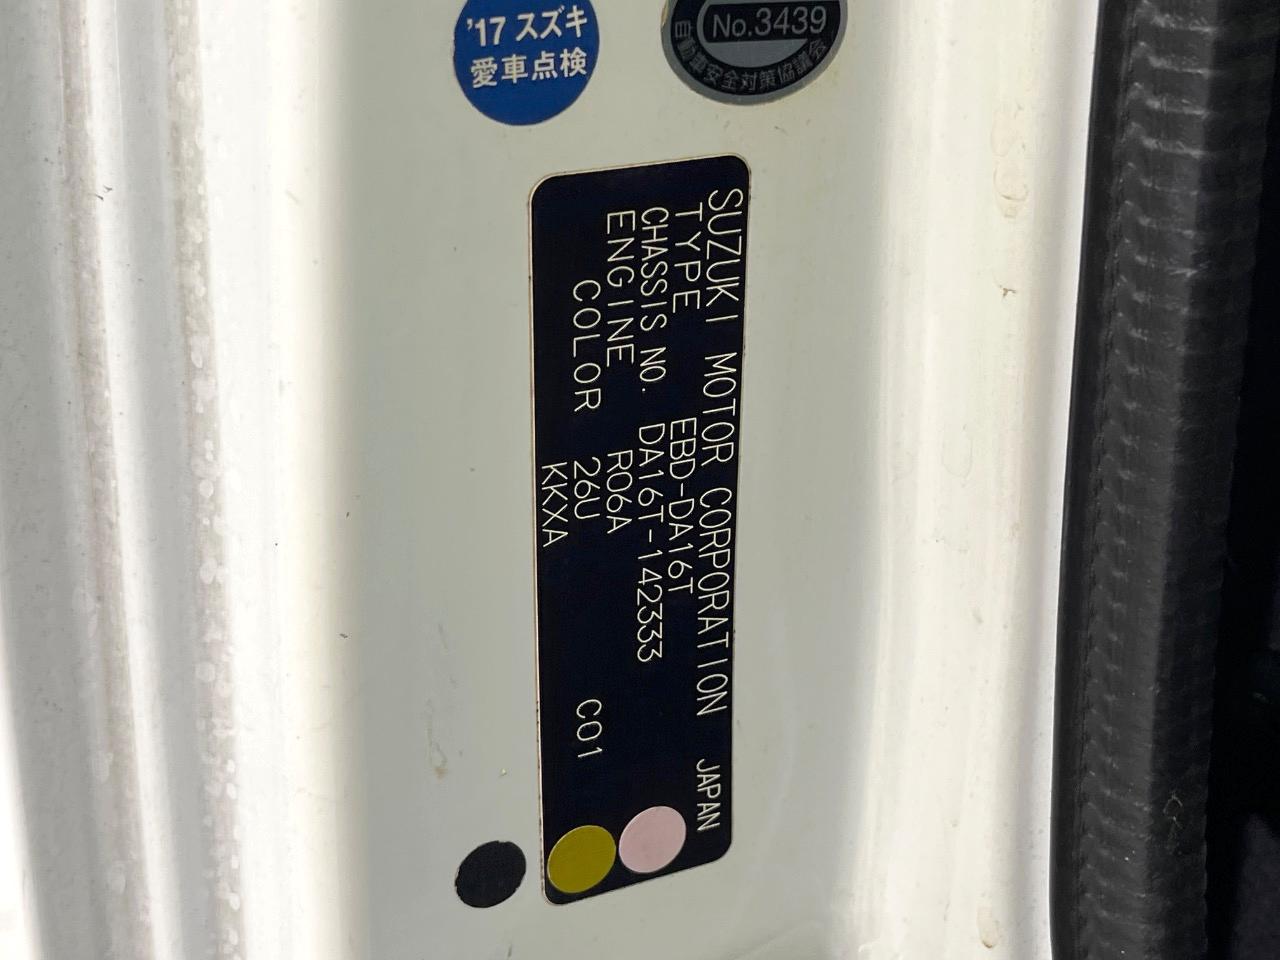 '17 スズキ
愛車点検
No.3439
自動車安全対策協議会
SUZUKI MOTOR CORPORATION JAPAN
TYPE EBD-DA16T
CHASSIS NO. DA16T-142333
ENGINE R06A
COLOR 26U C01
KKXA